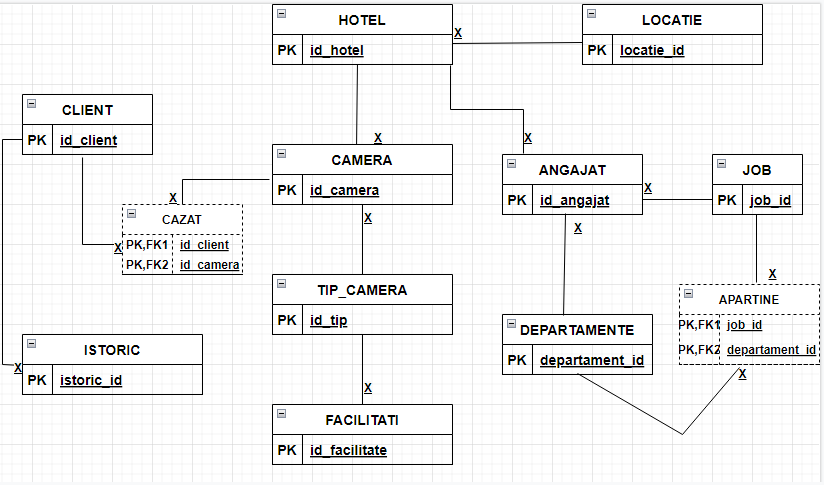 HOTEL
PK id_hotel
X
LOCATIE
PK locatie_id
CLIENT
PK id_client
X
CAMERA
PK id_camera
X
ANGAJAT
PK id_angajat
X
JOB
PK job_id
X
CAZAT
PK,FK1 id_client
PK,FK2 id_camera
X
X
X
X
TIP_CAMERA
PK id_tip
X
APARTINE
PK,FK1 job_id
PK,FK2 departament_id
X
DEPARTAMENTE
PK departament_id
ISTORIC
PK istoric_id
X
X
FACILITATI
PK id_facilitate